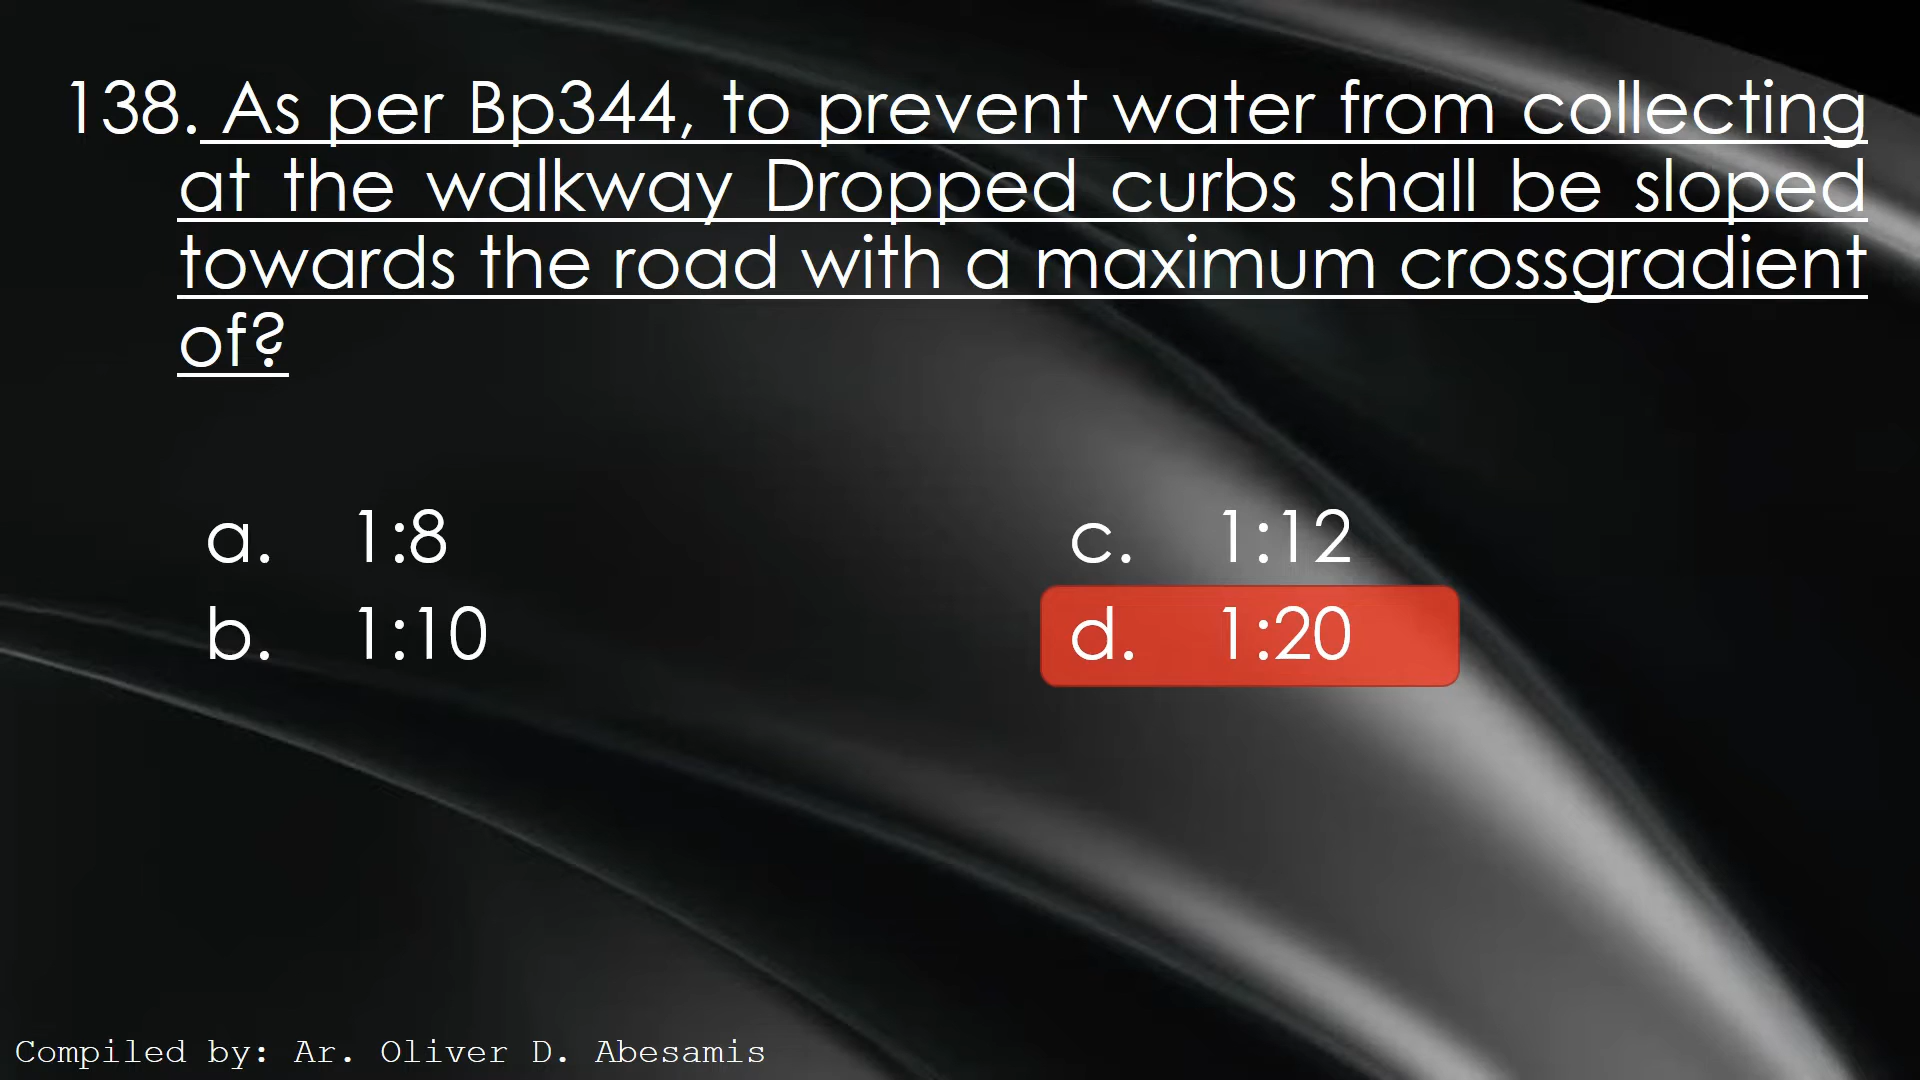 138. As per Bp344, to prevent water from collecting
at the walkway Dropped curbs shall be sloped
towards the road with a maximum crossgradient
of?
a. 1:8 c. 1:12
b. 1:10 d. 1:20
Compiled by: Ar. Oliver D. Abesamis